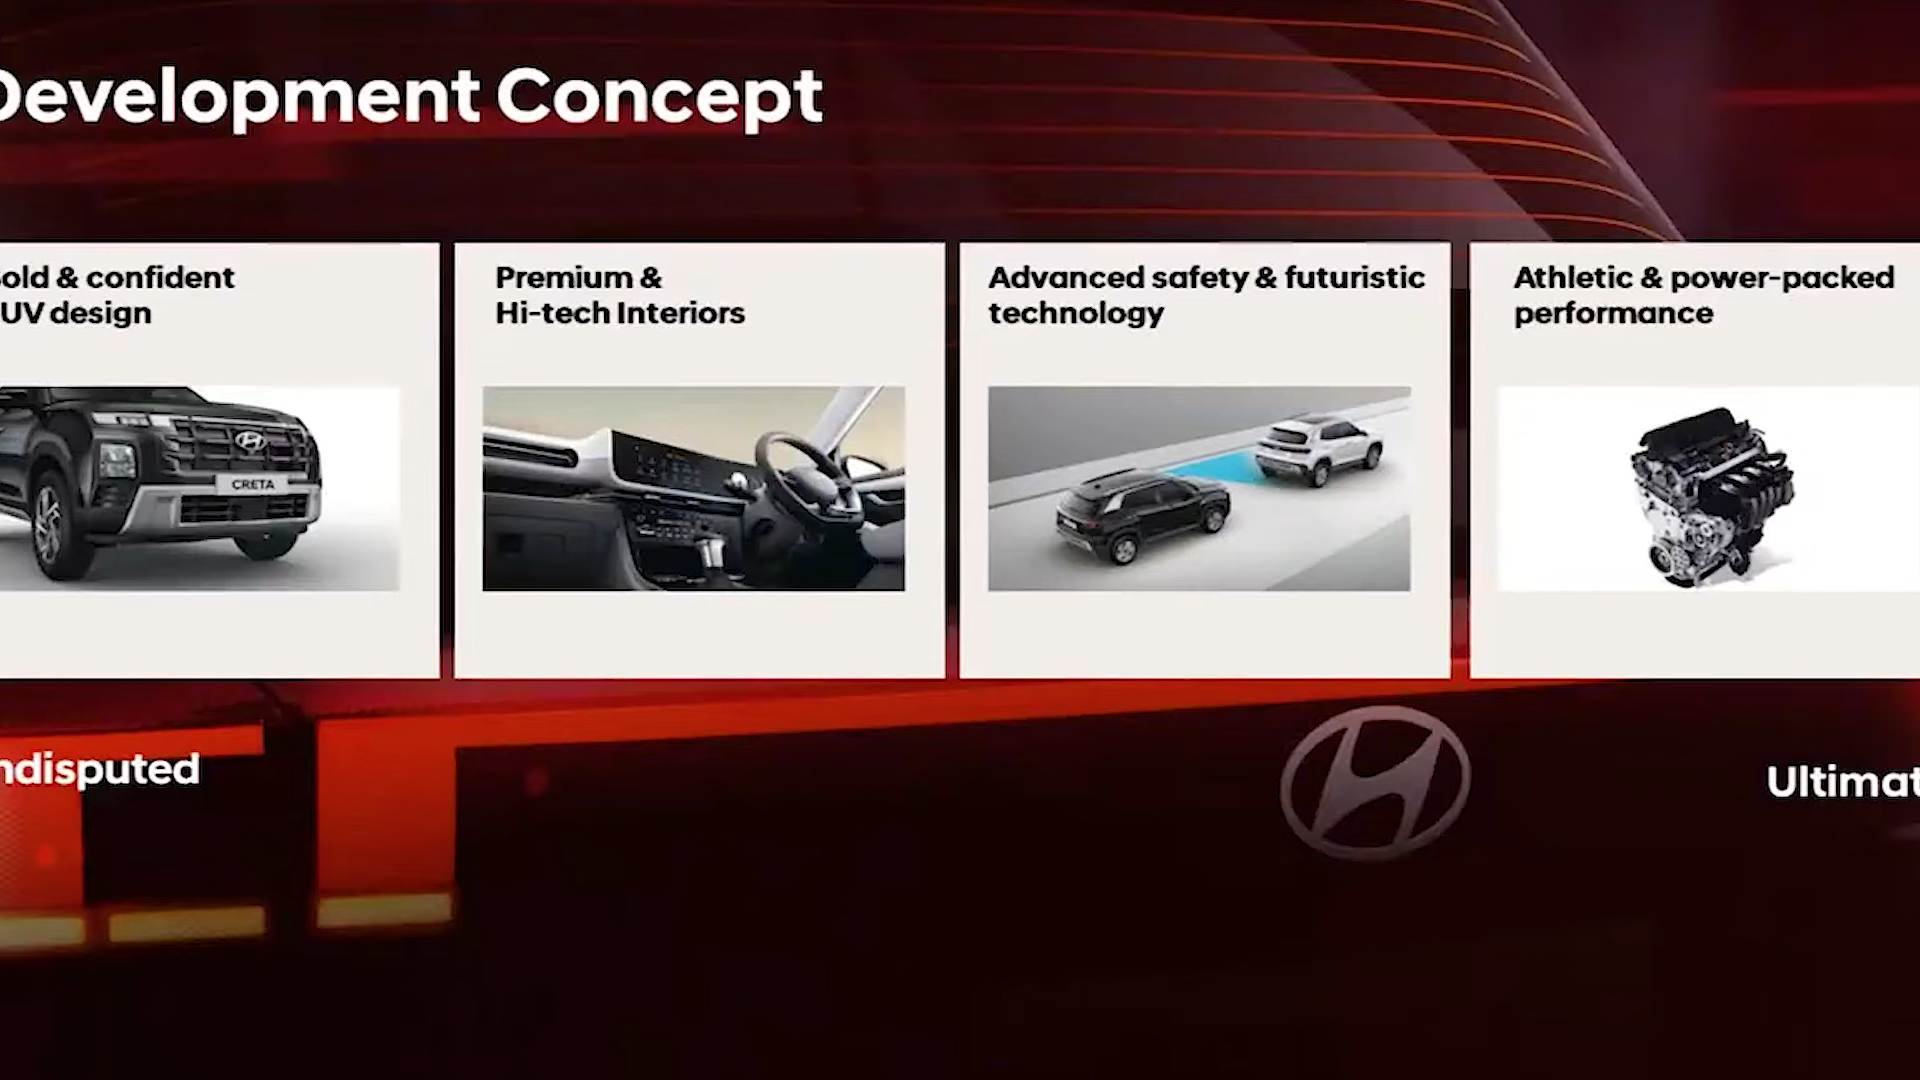 Development Concept
old & confident
UV design
Premium &
Hi-tech Interiors
Advanced safety & futuristic
technology
Athletic & power-packed
performance
CRETA
ndisputed
Ultimat